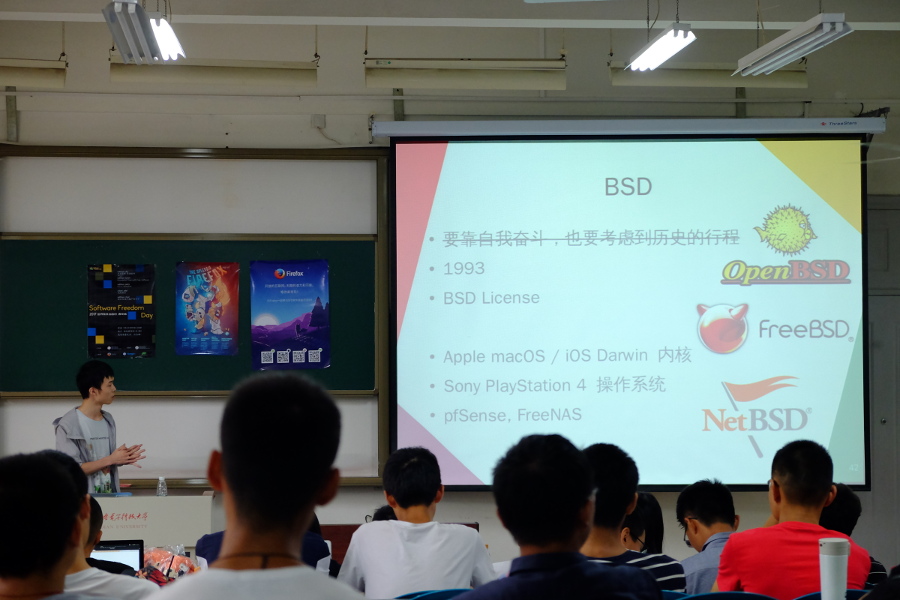 BSD
要靠自我奋斗，也要考虑到历史的行程
1993
BSD License
Apple macOS / iOS Darwin 内核
Sony PlayStation 4 操作系统
pfSense, FreeNAS
OpenBSD
FreeBSD
NetBSD
Software Freedom
Day
FIREFOX
Firefox